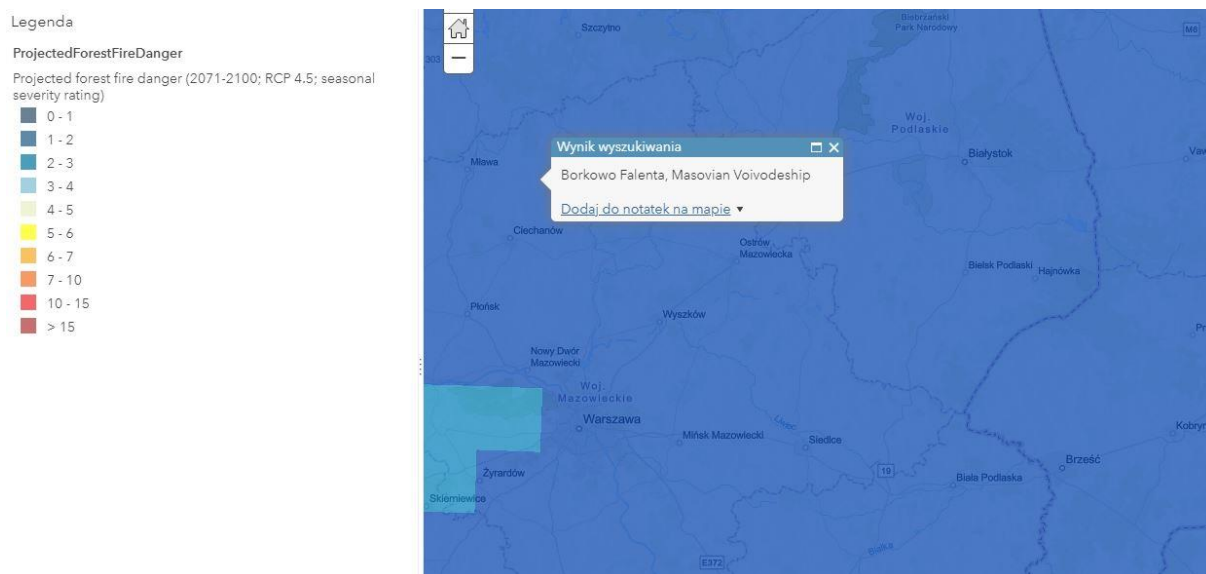 Legenda
ProjectedForestFireDanger
Projected forest fire danger (2071-2100; RCP 4.5; seasonal
severity rating)
0 - 1
1 - 2
2 - 3
3 - 4
4 - 5
5 - 6
6 - 7
7 - 10
10 - 15
> 15
Szczytno
Biebrzański
Park Narodowy
M6
303
Woj.
Podlaskie
Wynik wyszukiwania
Borkowo Falenta, Masovian Voivodeship
Dodaj do notatek na mapie
Mława
Białystok
Ciechanów
Ostrów
Mazowiecka
Bielsk Podlaski
Hajnówka
Płońsk
Wyszków
Nowy Dwór
Mazowiecki
Woj.
Mazowieckie
Warszawa
Mińsk Mazowiecki
Siedlce
Kobryń
Brześć
19
Żyrardów
Biała Podlaska
Skierniewice
E372